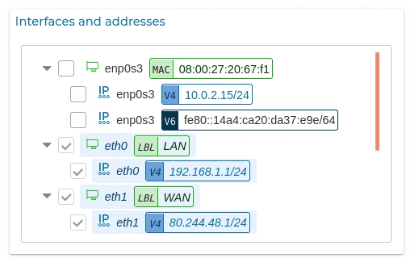 Interfaces and addresses
enp0s3 MAC 08:00:27:20:67:f1
IP enp0s3 V4 10.0.2.15/24
IP enp0s3 V6 fe80::14a4:ca20:da37:e9e/64
eth0 LBL LAN
IP eth0 V4 192.168.1.1/24
eth1 LBL WAN
IP eth1 V4 80.244.48.1/24